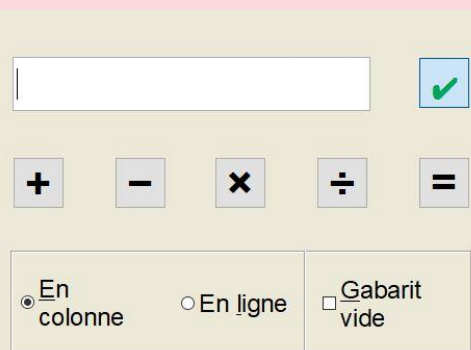 + − × ÷ =
En
colonne
En ligne
Gabarit
vide